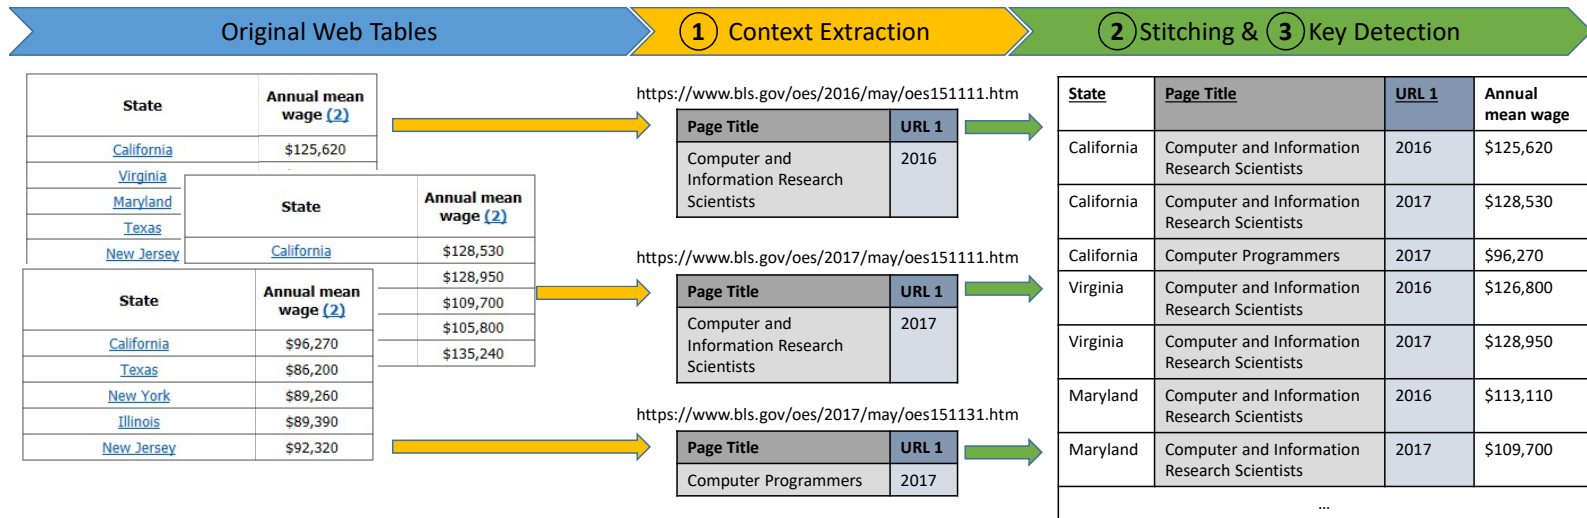 Original Web Tables
1 Context Extraction
2 Stitching & 3 Key Detection
State
Annual mean
wage (2)
California $125,620
Virginia
Maryland
Texas
New Jersey
State
Annual mean
wage (2)
California $128,530
$128,950
$109,700
$105,800
$135,240
State
Annual mean
wage (2)
California $96,270
Texas $86,200
New York $89,260
Illinois $89,390
New Jersey $92,320
https://www.bls.gov/oes/2016/may/oes151111.htm
Page Title URL 1
Computer and 2016
Information Research
Scientists
https://www.bls.gov/oes/2017/may/oes151111.htm
Page Title URL 1
Computer and 2017
Information Research
Scientists
https://www.bls.gov/oes/2017/may/oes151131.htm
Page Title URL 1
Computer Programmers 2017
State Page Title URL 1 Annual
mean wage
California Computer and Information 2016 $125,620
Research Scientists
California Computer and Information 2017 $128,530
Research Scientists
California Computer Programmers 2017 $96,270
Virginia Computer and Information 2016 $126,800
Research Scientists
Virginia Computer and Information 2017 $128,950
Research Scientists
Maryland Computer and Information 2016 $113,110
Research Scientists
Maryland Computer and Information 2017 $109,700
Research Scientists
...